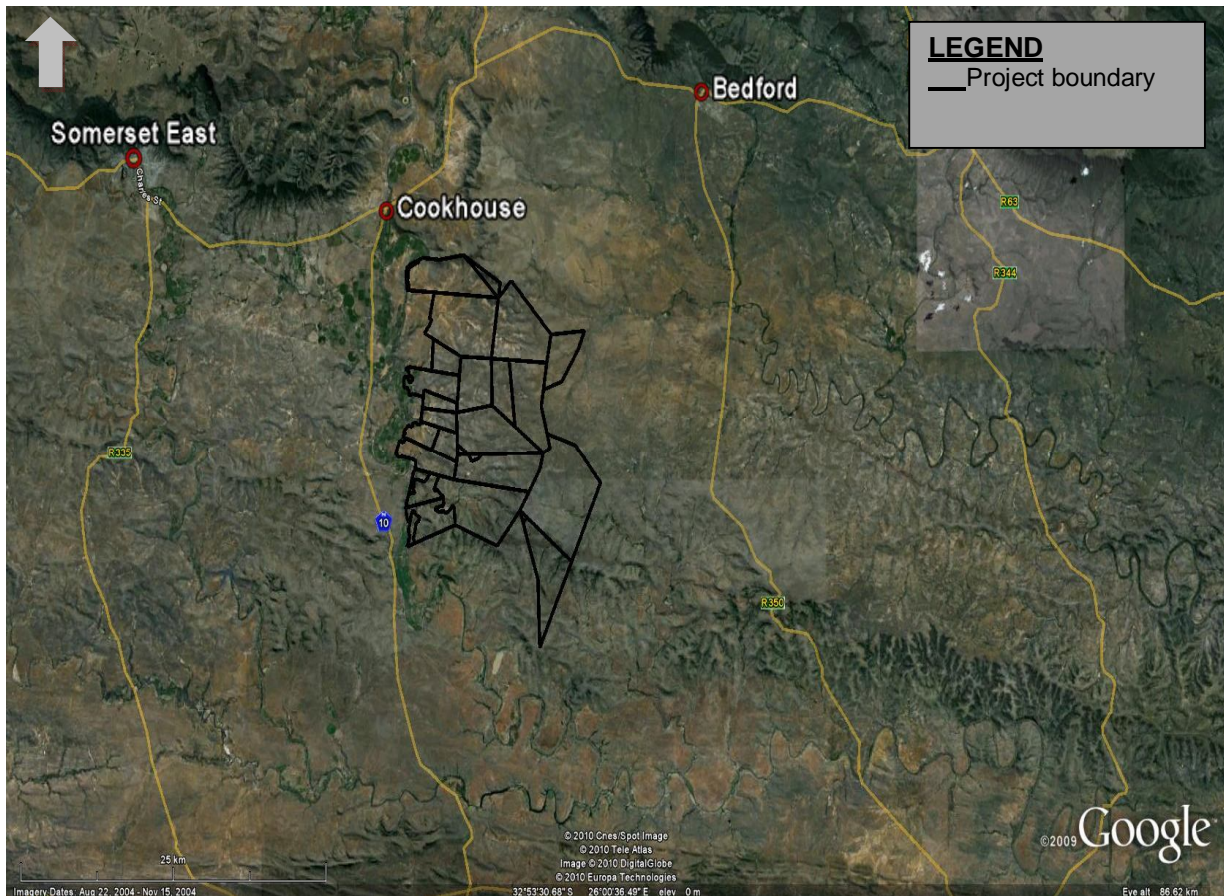 LEGEND
Project boundary
Bedford
Somerset East
Charles St
Cookhouse
R63
R344
R335
N
10
R350
©2009 Google
25 km
© 2010 Cnes/Spot Image
© 2010 Tele Atlas
Image © 2010 DigitalGlobe
© 2010 Europa Technologies
Imagery Dates: Aug 22, 2004 - Nov 15, 2004
32°53'30.68" S 26°00'36.49" E elev 0 m
Eye alt 86.62 km